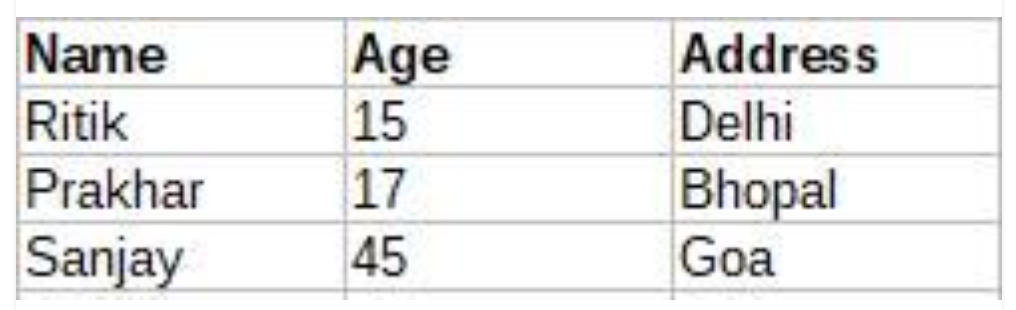 Name Age Address
Ritik 15 Delhi
Prakhar 17 Bhopal
Sanjay 45 Goa